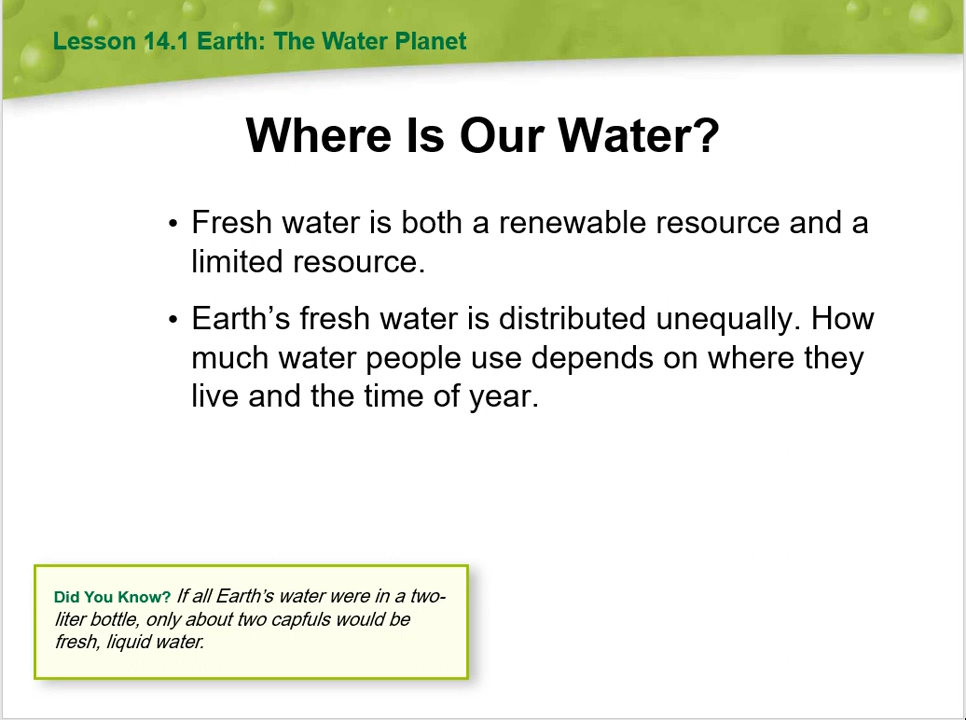 Lesson 14.1 Earth: The Water Planet
Where Is Our Water?
• Fresh water is both a renewable resource and a
limited resource.
• Earth’s fresh water is distributed unequally. How
much water people use depends on where they
live and the time of year.
Did You Know? If all Earth’s water were in a two-
liter bottle, only about two capfuls would be
fresh, liquid water.